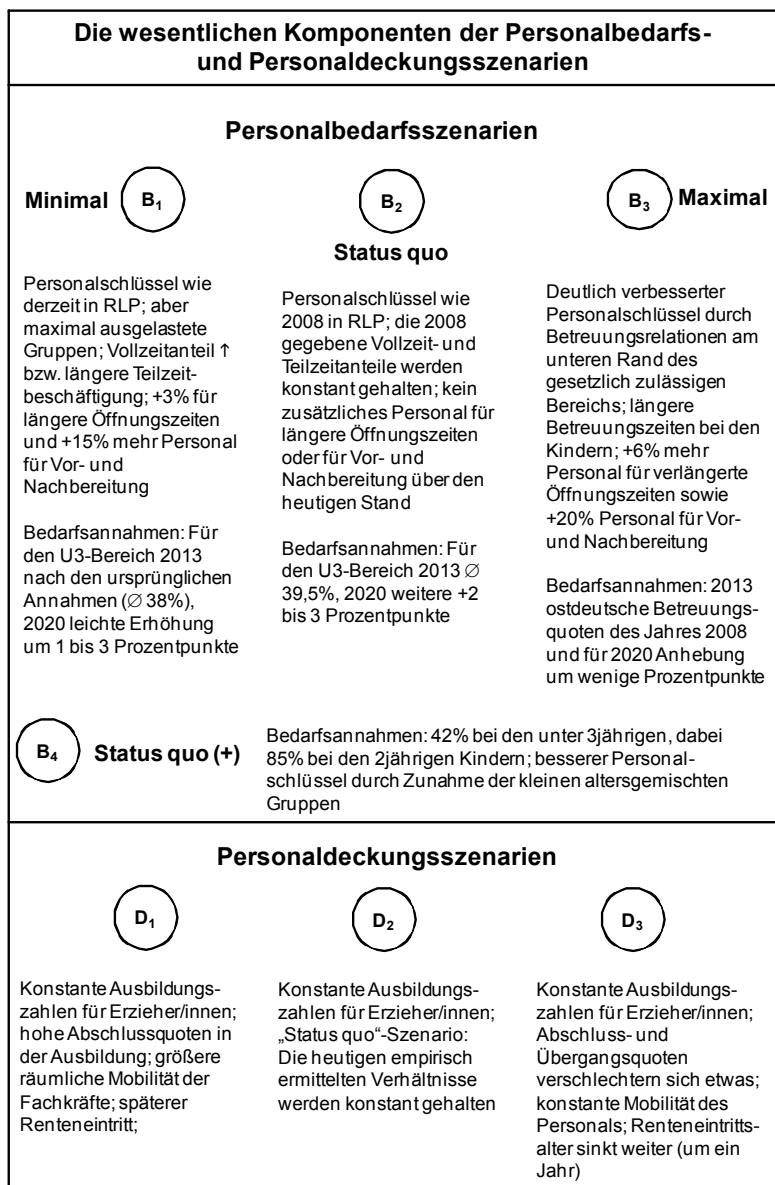 Die wesentlichen Komponenten der Personalbedarfs-
und Personaldeckungsszenarien
Personalbedarfsszenarien
Minimal B₁
Personalschlüssel wie
derzeit in RLP; aber
maximal ausgelastete
Gruppen; Vollzeitanteil ↑
bzw. längere Teilzeit-
beschäftigung; +3% für
längere Öffnungszeiten
und +15% mehr Personal
für Vor- und
Nachbereitung
Bedarfsannahmen: Für
den U3-Bereich 2013
nach den ursprünglichen
Annahmen (∅ 38%),
2020 leichte Erhöhung
um 1 bis 3 Prozentpunkte
B₂
Status quo
Personalschlüssel wie
2008 in RLP; die 2008
gegebene Vollzeit- und
Teilzeitanteile werden
konstant gehalten; kein
zusätzliches Personal für
längere Öffnungszeiten
oder für Vor- und
Nachbereitung über den
heutigen Stand
Bedarfsannahmen: Für
den U3-Bereich 2013 ∅
39,5%, 2020 weitere +2
bis 3 Prozentpunkte
B₃ Maximal
Deutlich verbesserter
Personalschlüssel durch
Betreuungsrelationen am
unteren Rand des
gesetzlich zulässigen
Bereichs; längere
Betreuungszeiten bei den
Kindern; +6% mehr
Personal für verlängerte
Öffnungszeiten sowie
+20% Personal für Vor-
und Nachbereitung
Bedarfsannahmen: 2013
ostdeutsche Betreuungs-
quoten des Jahres 2008
und für 2020 Anhebung
um wenige Prozentpunkte
B₄ Status quo (+)
Bedarfsannahmen: 42% bei den unter 3jährigen, dabei
85% bei den 2jährigen Kindern; besserer Personal-
schlüssel durch Zunahme der kleinen altersgemischten
Gruppen
Personaldeckungsszenarien
D₁
Konstante Ausbildungs-
zahlen für Erzieher/innen;
hohe Abschlussquoten in
der Ausbildung; größere
räumliche Mobilität der
Fachkräfte; späterer
Renteneintritt;
D₂
Konstante Ausbildungs-
zahlen für Erzieher/innen;
„Status quo“-Szenario:
Die heutigen empirisch
ermittelten Verhältnisse
werden konstant gehalten
D₃
Konstante Ausbildungs-
zahlen für Erzieher/innen;
Abschluss- und
Übergangsquoten
verschlechtern sich etwas;
konstante Mobilität des
Personals; Renteneintritts-
alter sinkt weiter (um ein
Jahr)